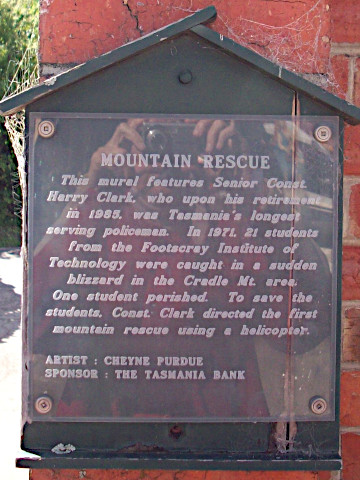 MOUNTAIN RESCUE
This mural features Senior Const.
Harry Clark, who upon his retirement
in 1985, was Tasmania's longest
serving policeman. In 1971, 21 students
from the Footscray Institute of
Technology were caught in a sudden
blizzard in the Cradle Mt. area.
One student perished. To save the
students, Const. Clark directed the first
mountain rescue using a helicopter.
ARTIST : CHEYNE PURDUE
SPONSOR : THE TASMANIA BANK